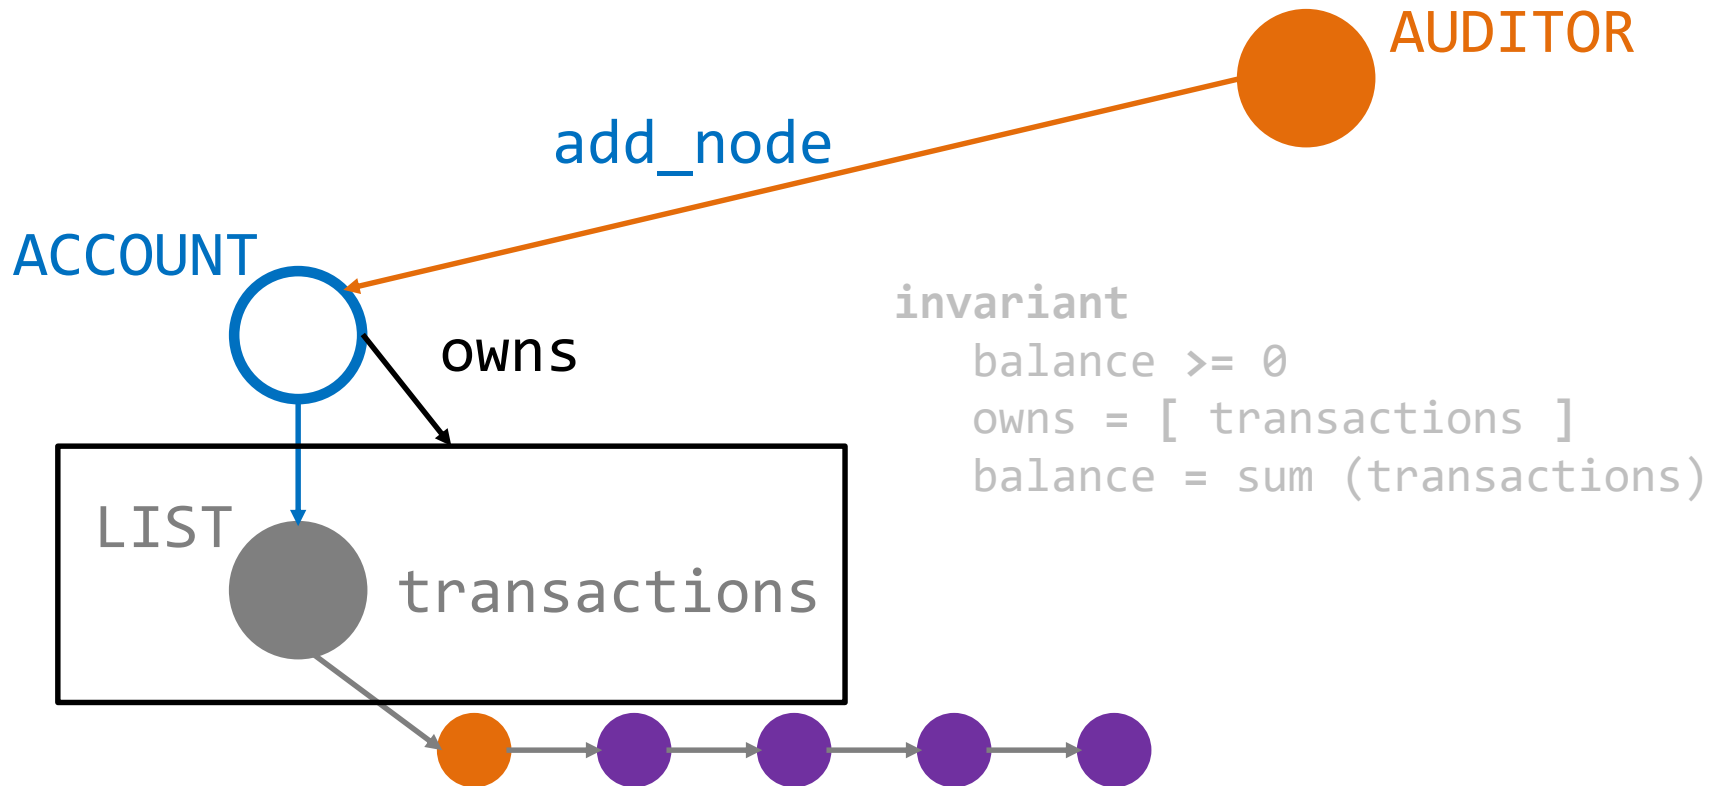 AUDITOR
add_node
ACCOUNT
invariant
balance >= 0
owns
owns = [ transactions ]
balance = sum (transactions)
LIST
transactions